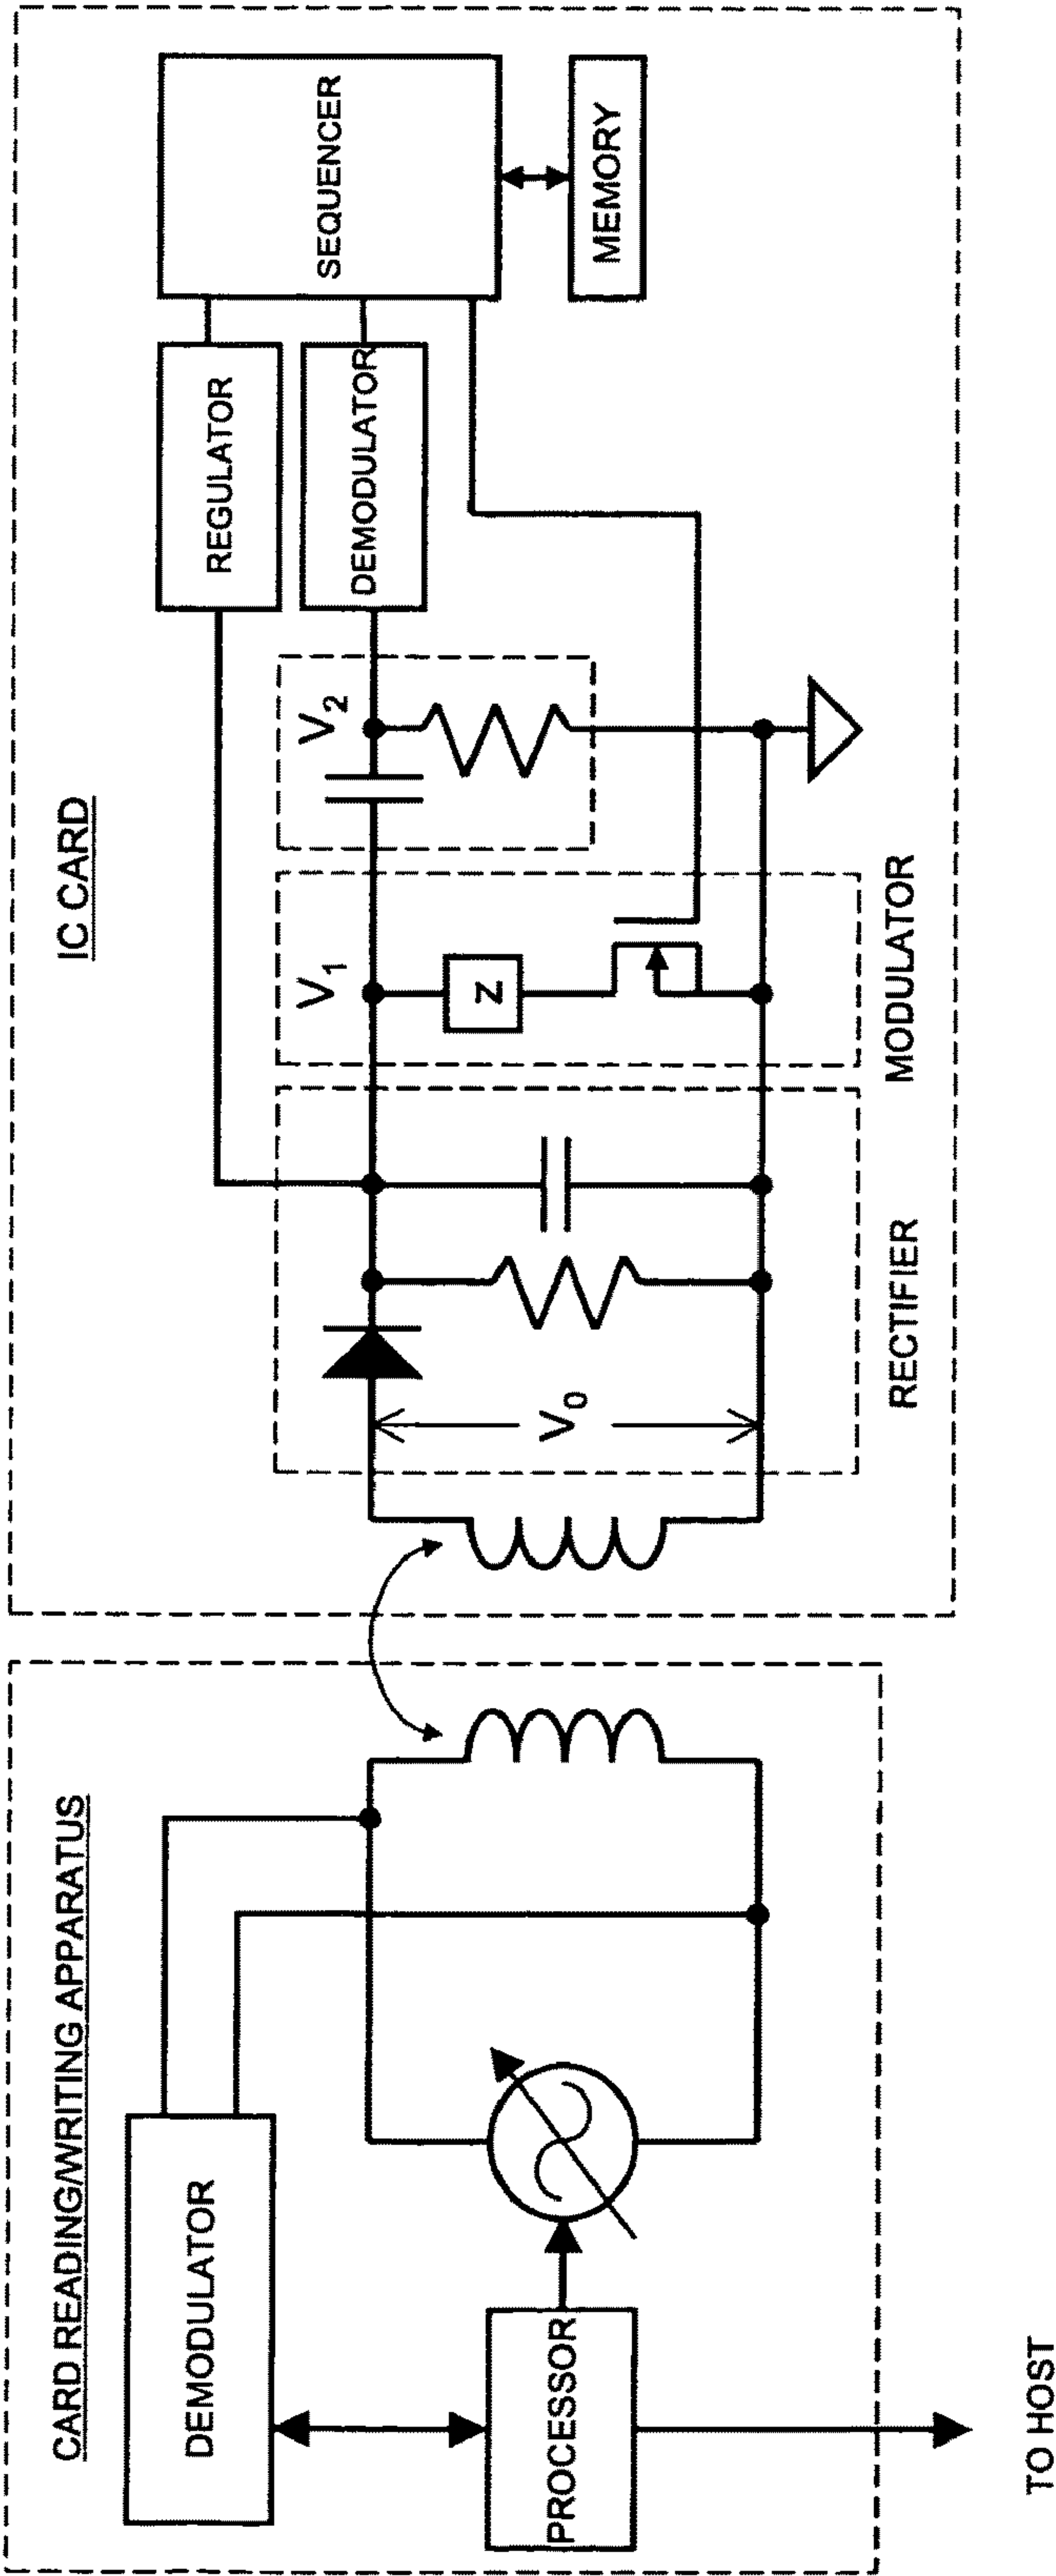 CARD READING/WRITING APPARATUS
DEMODULATOR
PROCESSOR
TO HOST
IC CARD
V0
RECTIFIER
V1
Z
MODULATOR
V2
REGULATOR
DEMODULATOR
SEQUENCER
MEMORY